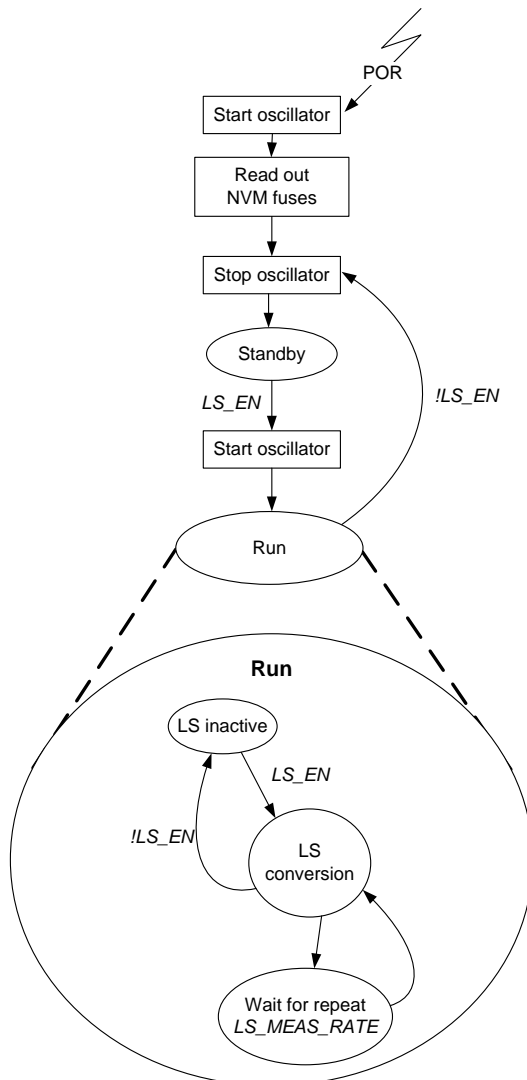 POR
Start oscillator
Read out
NVM fuses
Stop oscillator
Standby
LS_EN
!LS_EN
Start oscillator
Run
Run
LS inactive
LS_EN
!LS_EN
LS
conversion
Wait for repeat
LS_MEAS_RATE